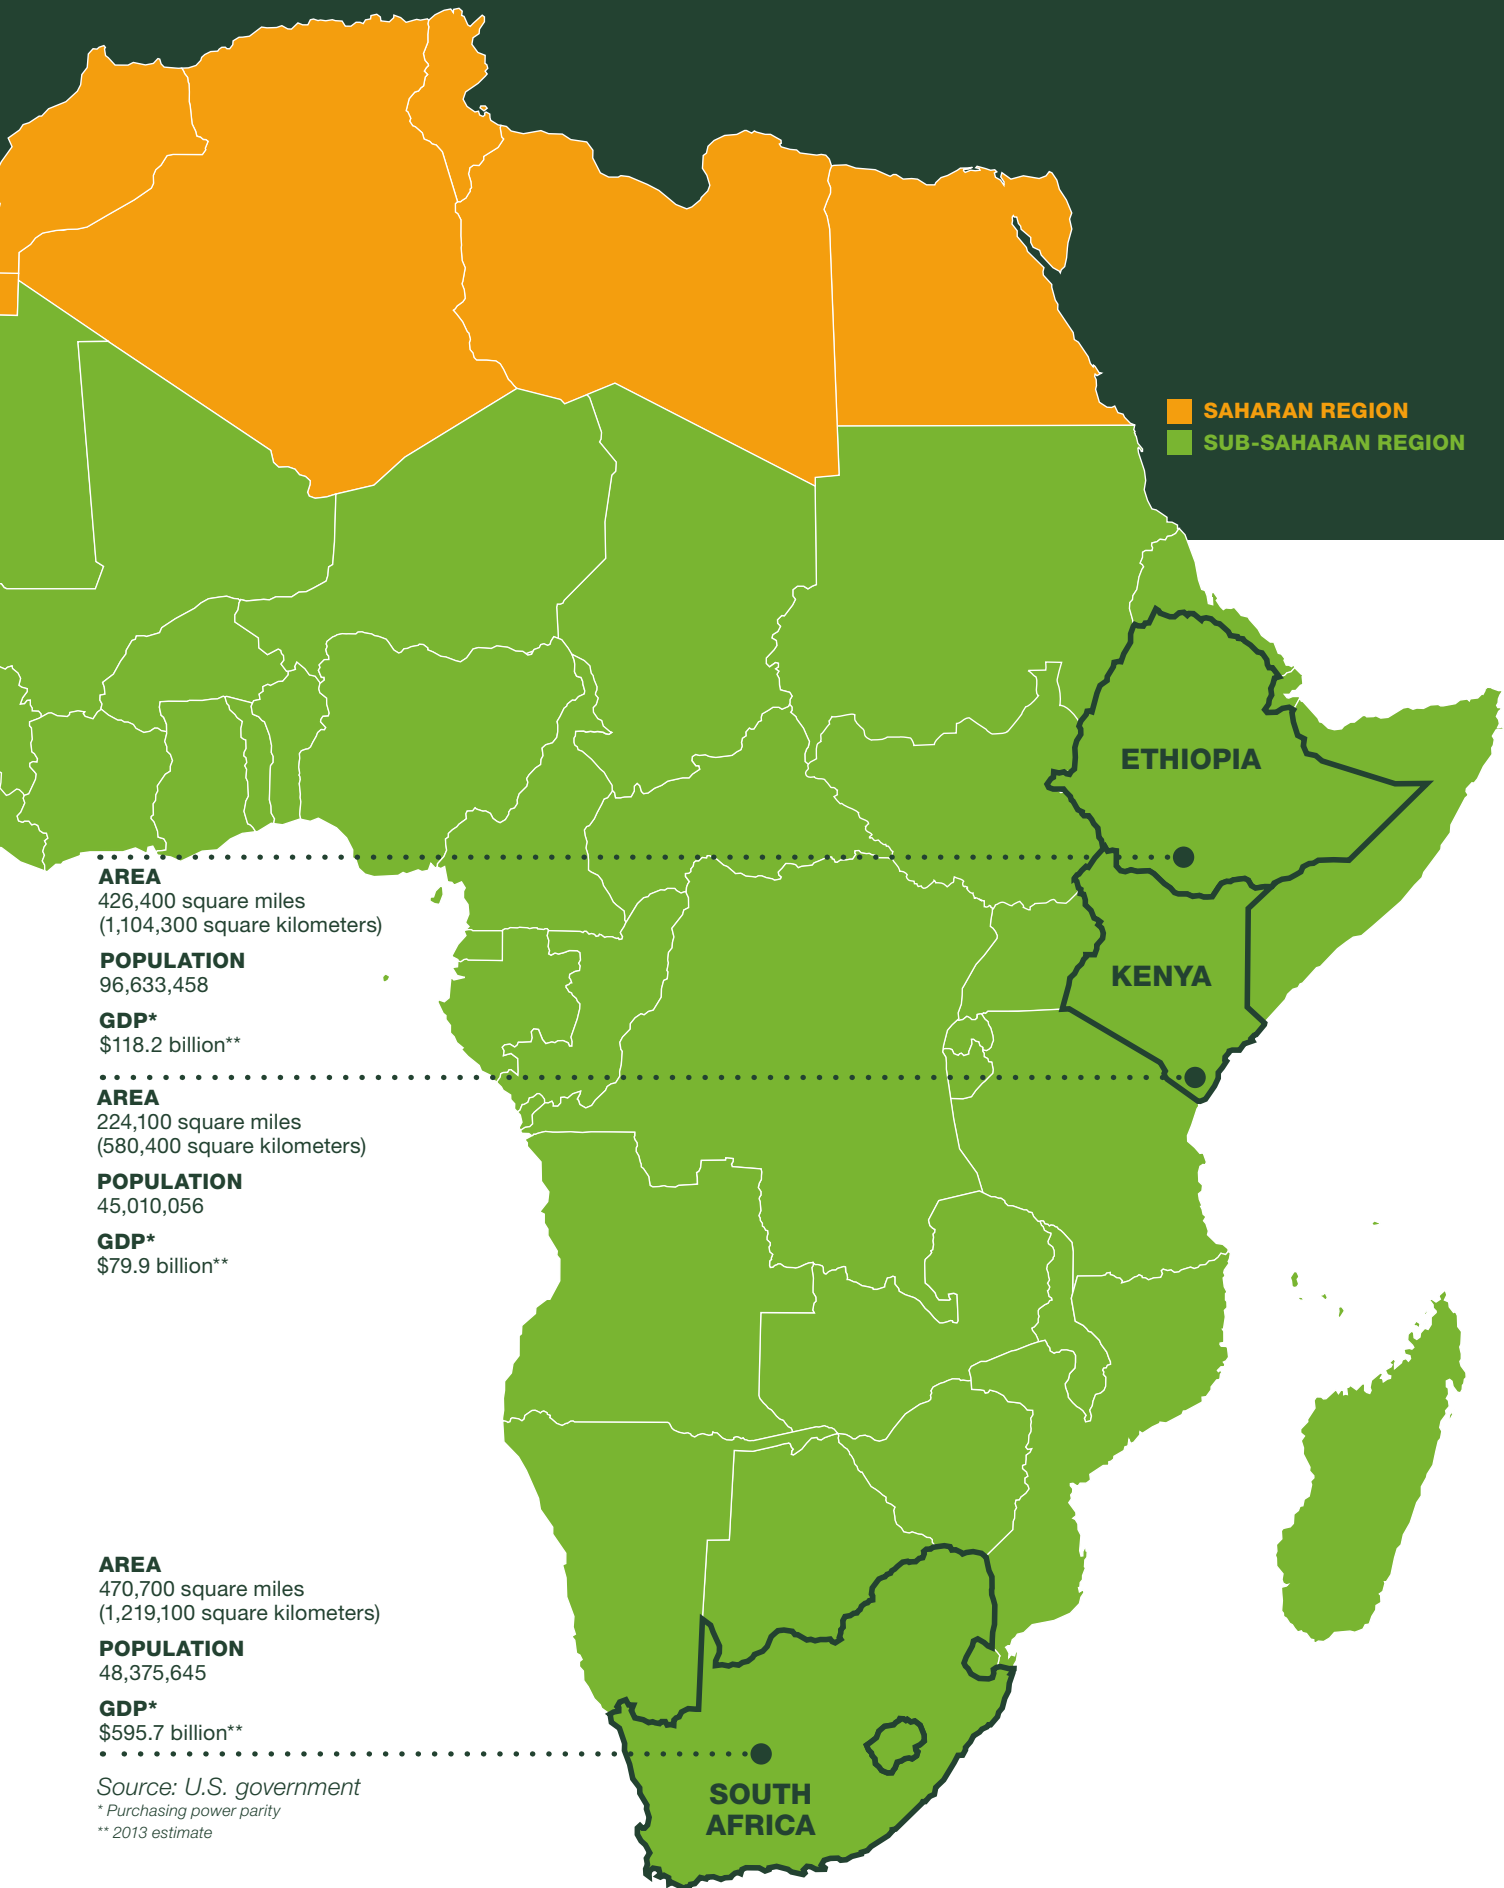 SAHARAN REGION
SUB-SAHARAN REGION
ETHIOPIA
AREA
426,400 square miles
(1,104,300 square kilometers)
POPULATION
96,633,458
GDP*
$118.2 billion**
KENYA
AREA
224,100 square miles
(580,400 square kilometers)
POPULATION
45,010,056
GDP*
$79.9 billion**
AREA
470,700 square miles
(1,219,100 square kilometers)
POPULATION
48,375,645
GDP*
$595.7 billion**
SOUTH
AFRICA
Source: U.S. government
* Purchasing power parity
** 2013 estimate